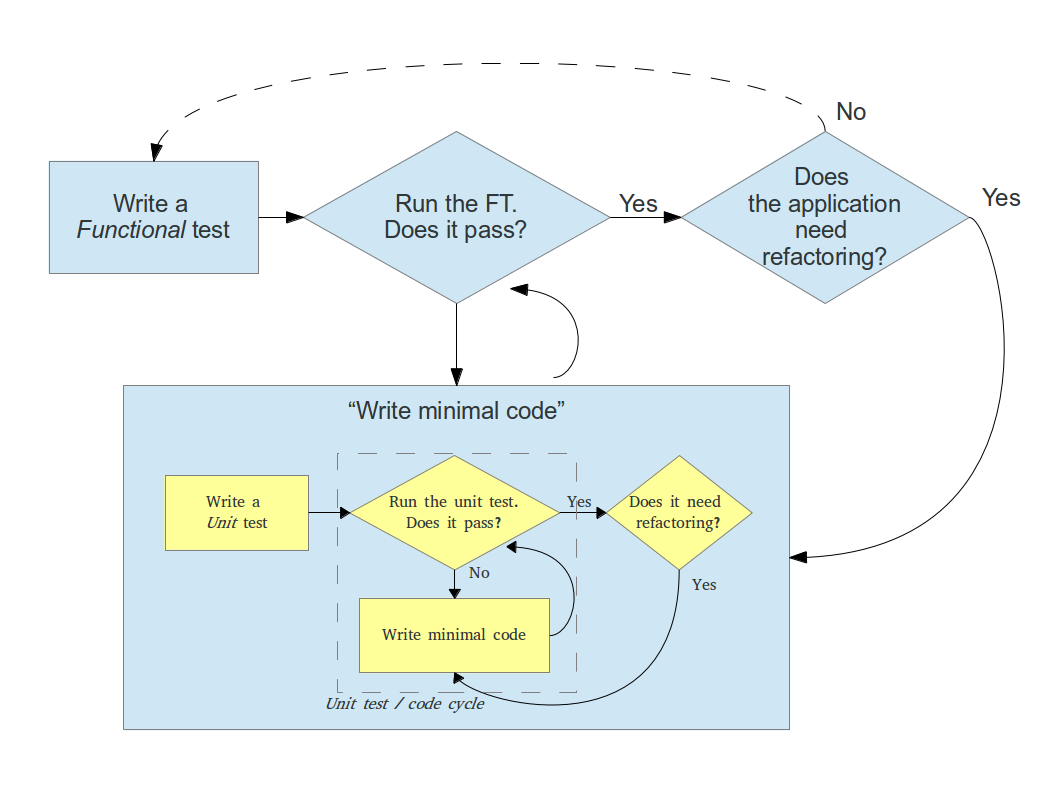 No
Write a
Functional test
Run the FT.
Does it pass?
Yes
Does
the application
need
refactoring?
Yes
“Write minimal code”
Write a
Unit test
Run the unit test.
Does it pass?
Yes
Does it need
refactoring?
No
Yes
Write minimal code
Unit test / code cycle